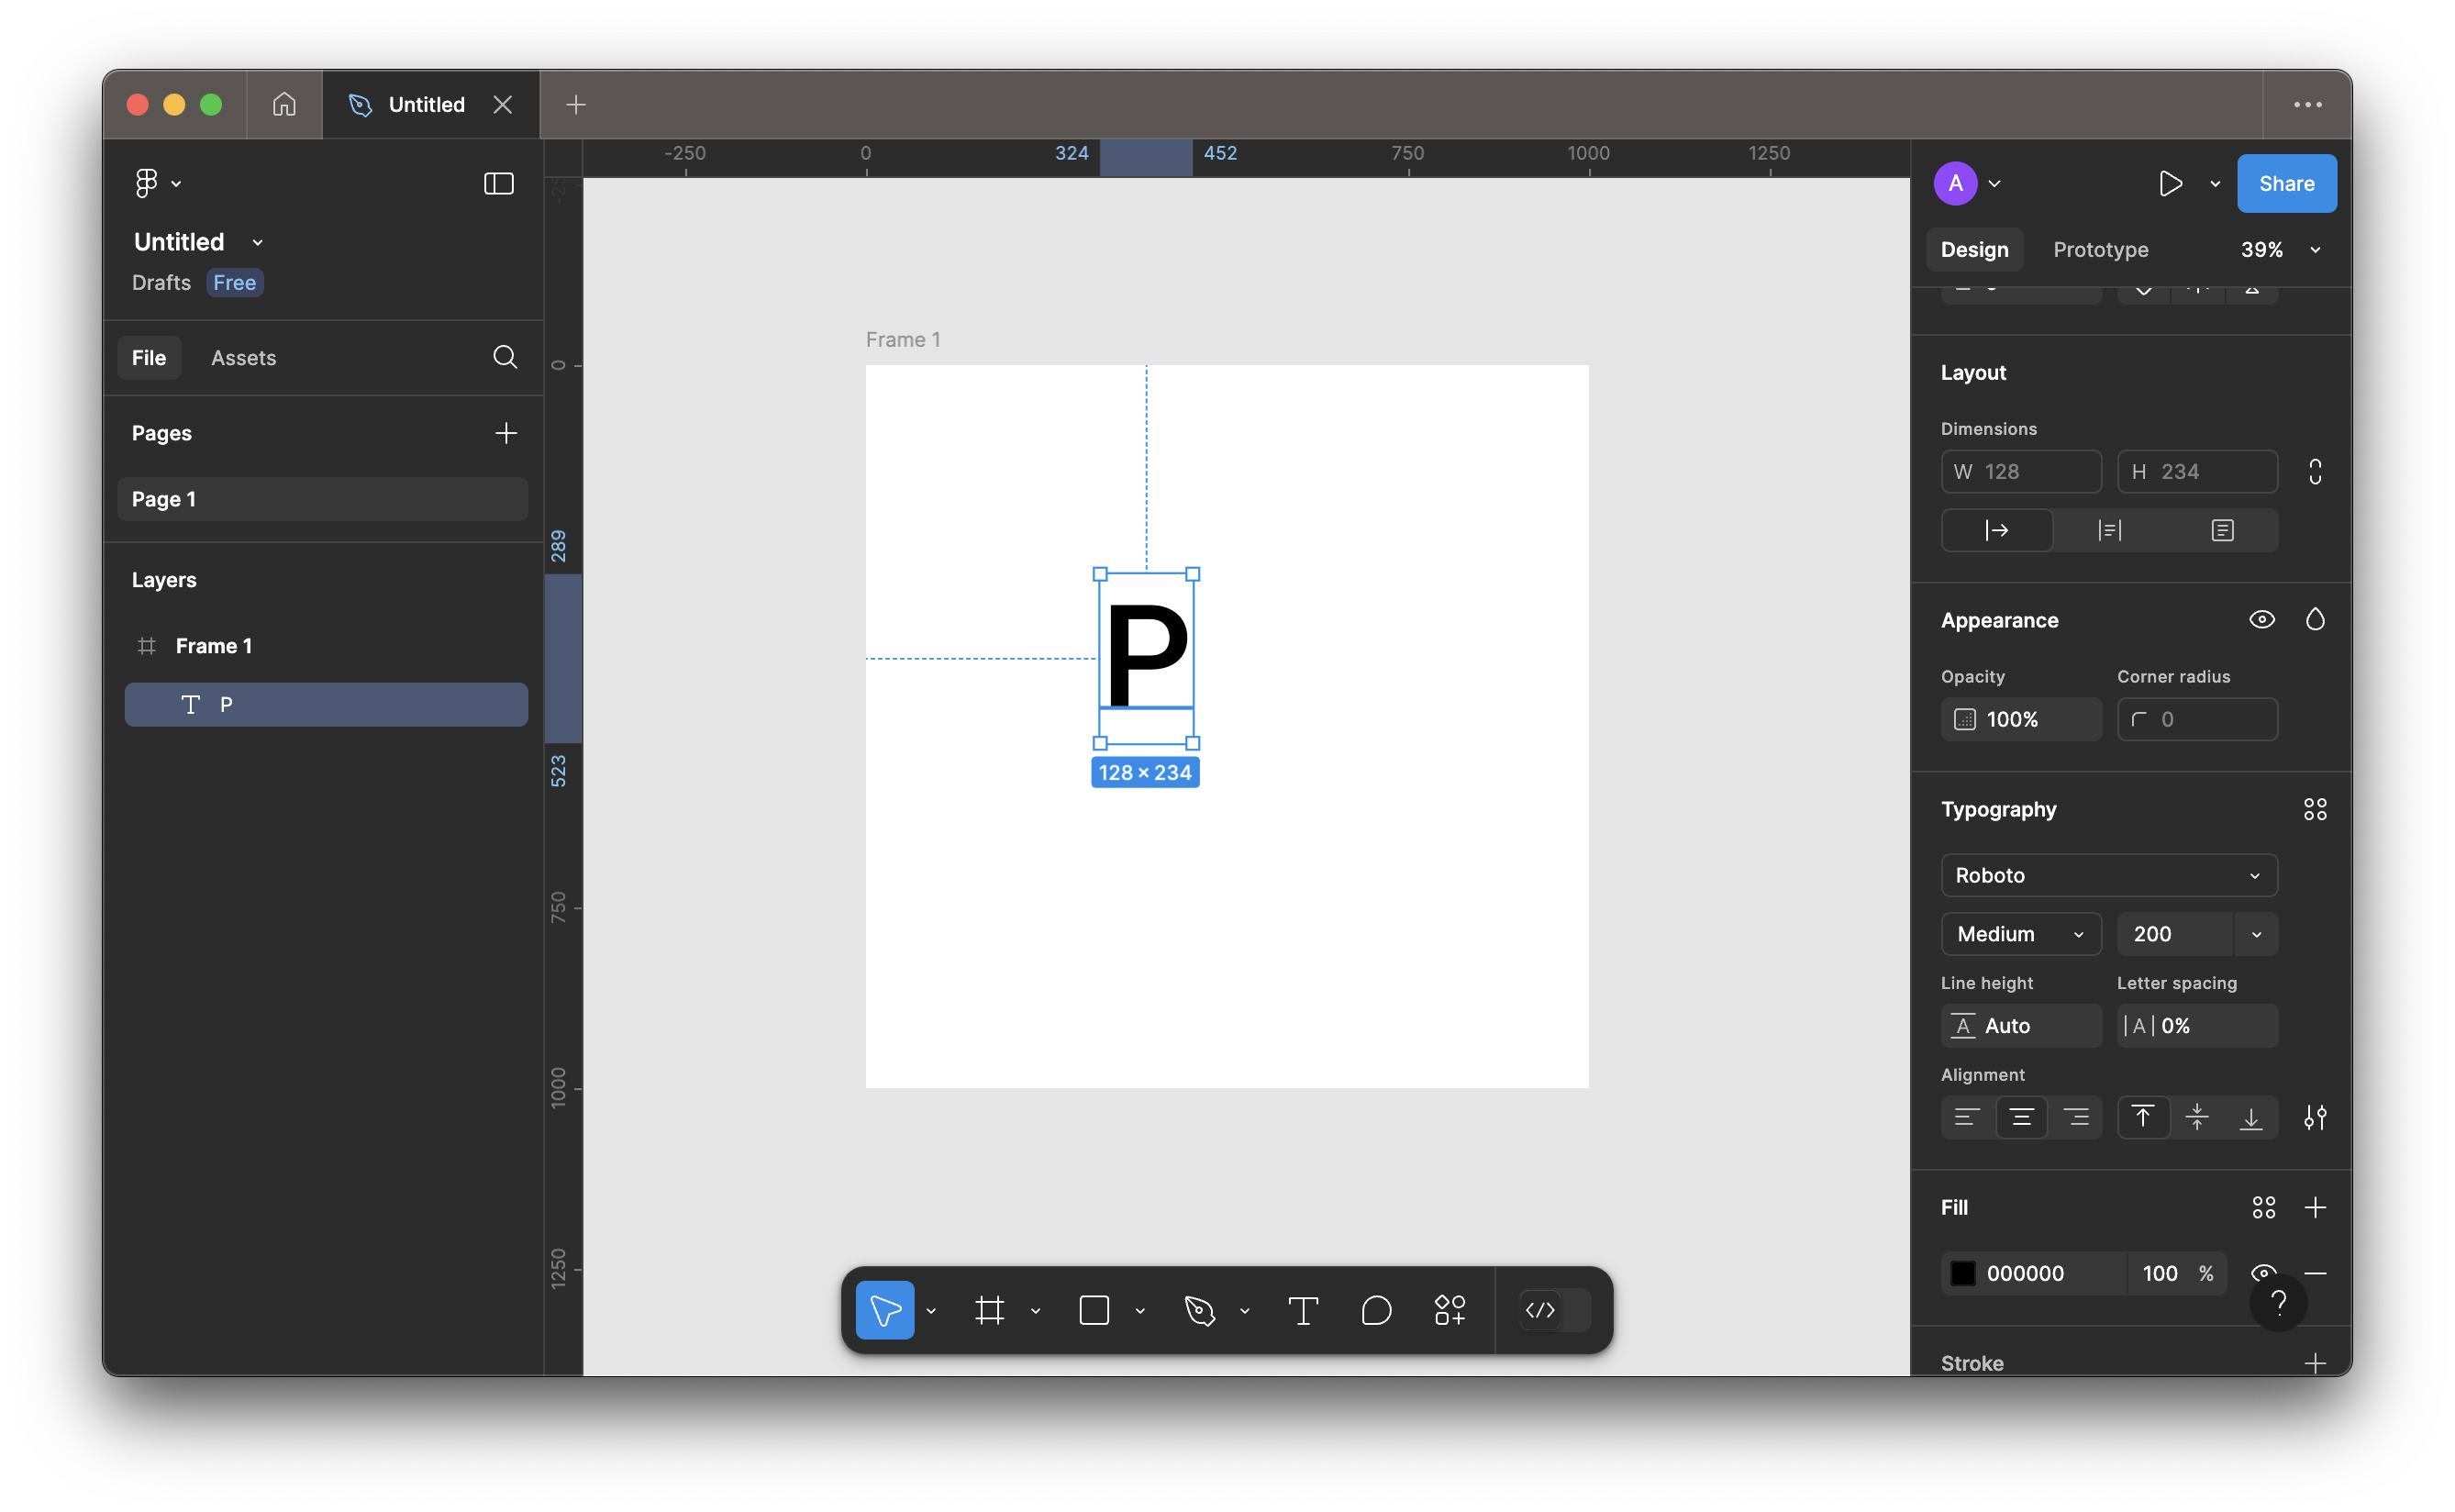 Untitled
-250 0 324 452 750 1000 1250
A
Share
Untitled
Drafts Free
Design Prototype 39%
File Assets
Frame 1
Layout
Pages
Dimensions
W 128 H 234
Page 1
Layers
Appearance
Frame 1
Opacity Corner radius
P
100% 0
0
289
523
750
1000
1250
P
128 × 234
Typography
Roboto
Medium 200
Line height Letter spacing
A Auto |A| 0%
Alignment
Fill
000000 100 %
?
T
Stroke